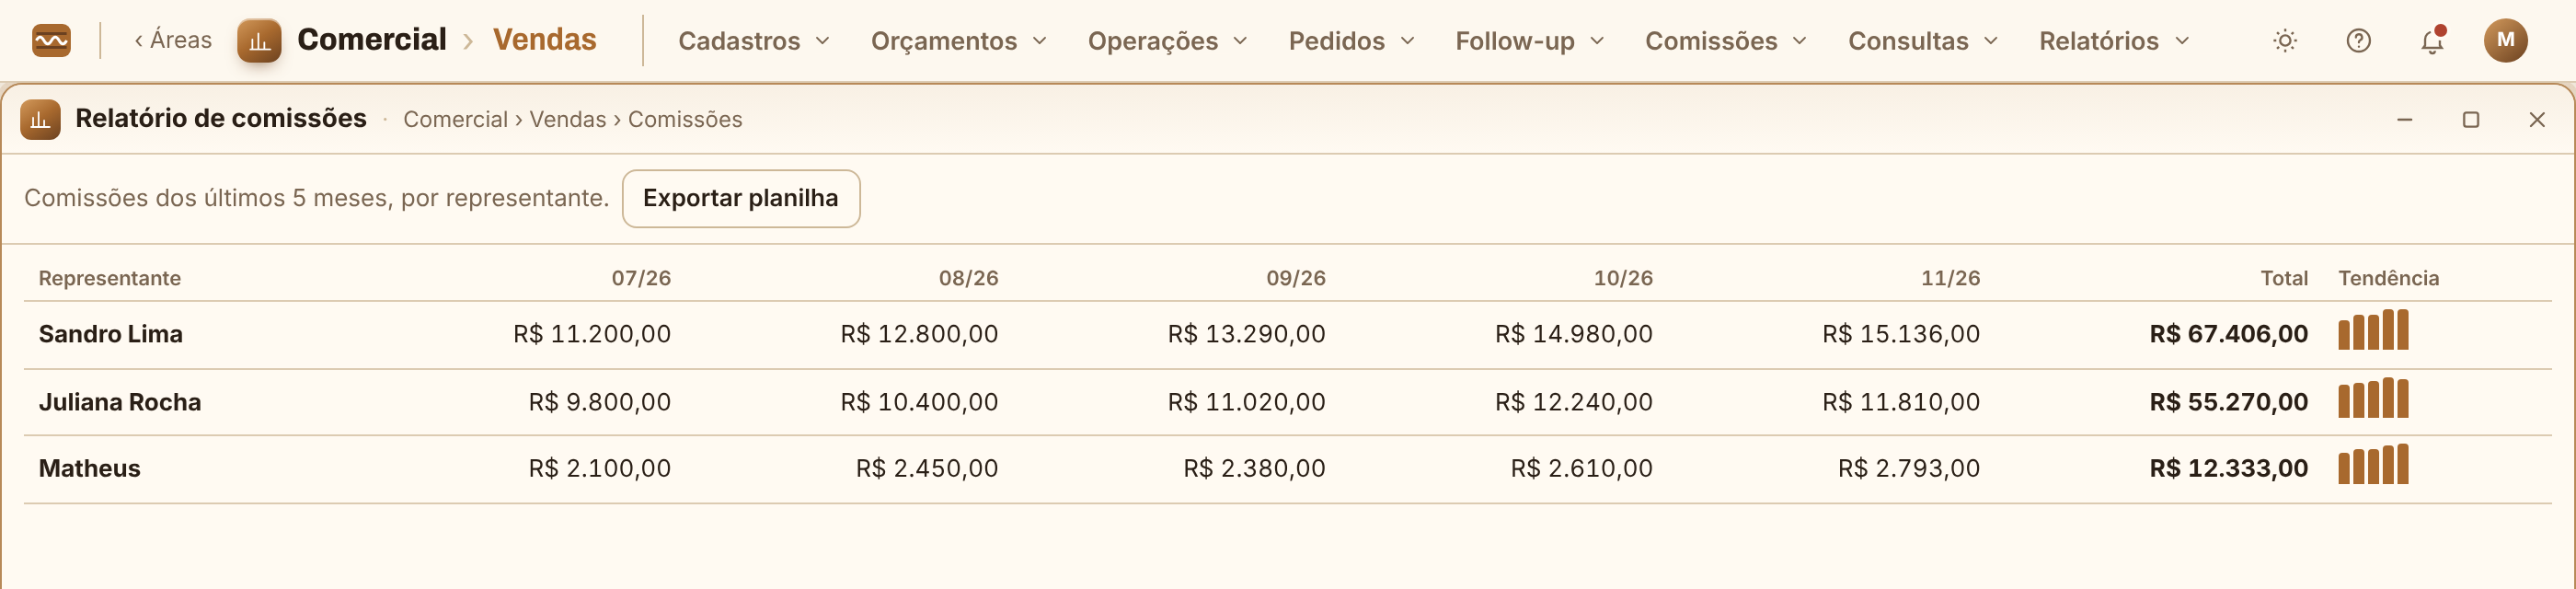 ‹ Áreas Comercial › Vendas Cadastros Orçamentos Operações Pedidos Follow-up Comissões Consultas Relatórios M
Relatório de comissões · Comercial › Vendas › Comissões
Comissões dos últimos 5 meses, por representante. Exportar planilha
Representante 07/26 08/26 09/26 10/26 11/26 Total Tendência
Sandro Lima R$ 11.200,00 R$ 12.800,00 R$ 13.290,00 R$ 14.980,00 R$ 15.136,00 R$ 67.406,00
Juliana Rocha R$ 9.800,00 R$ 10.400,00 R$ 11.020,00 R$ 12.240,00 R$ 11.810,00 R$ 55.270,00
Matheus R$ 2.100,00 R$ 2.450,00 R$ 2.380,00 R$ 2.610,00 R$ 2.793,00 R$ 12.333,00